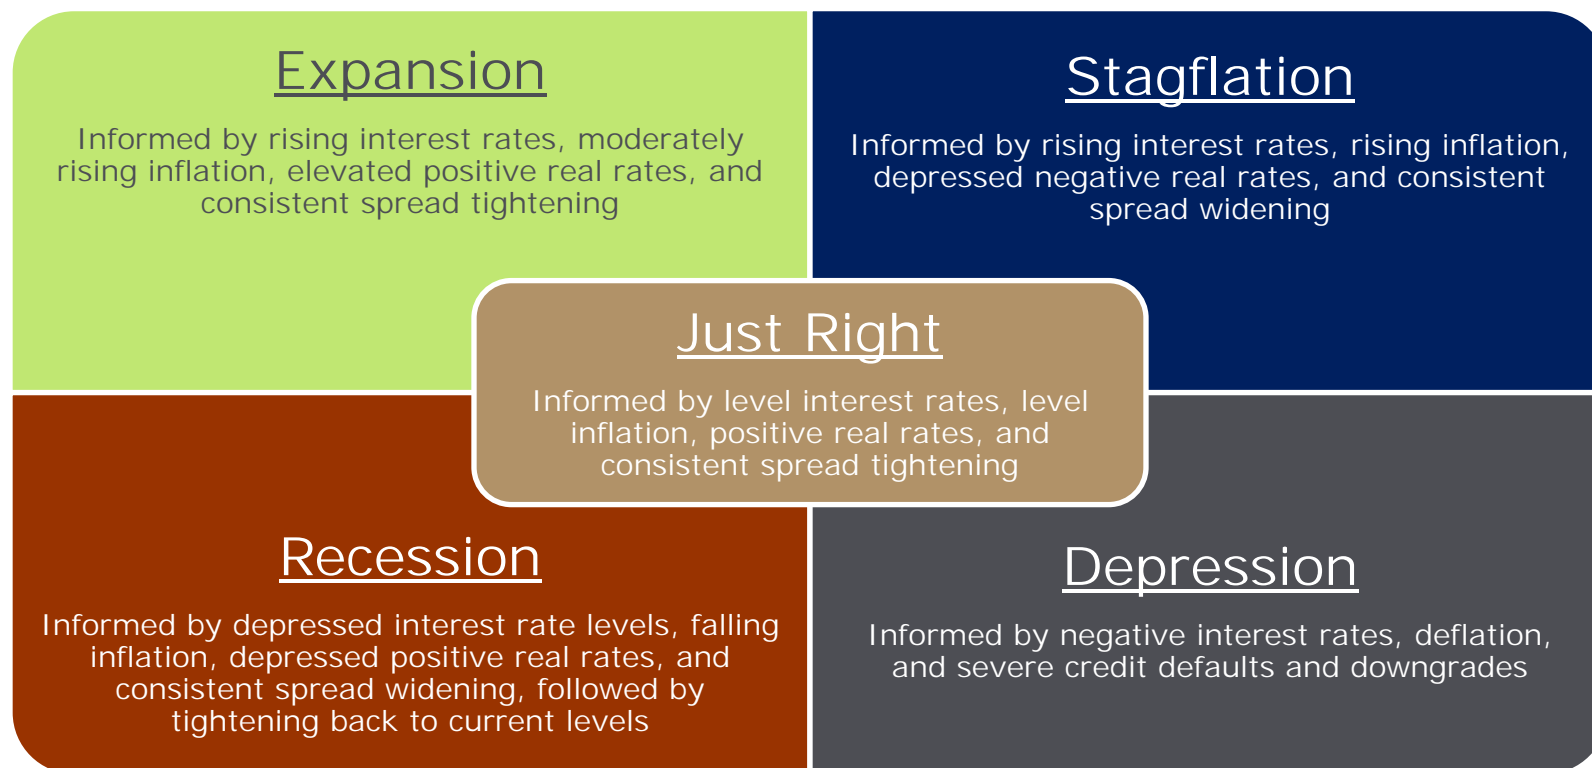 Expansion
Informed by rising interest rates, moderately
rising inflation, elevated positive real rates, and
consistent spread tightening
Stagflation
Informed by rising interest rates, rising inflation,
depressed negative real rates, and consistent
spread widening
Just Right
Informed by level interest rates, level
inflation, positive real rates, and
consistent spread tightening
Recession
Informed by depressed interest rate levels, falling
inflation, depressed positive real rates, and
consistent spread widening, followed by
tightening back to current levels
Depression
Informed by negative interest rates, deflation,
and severe credit defaults and downgrades